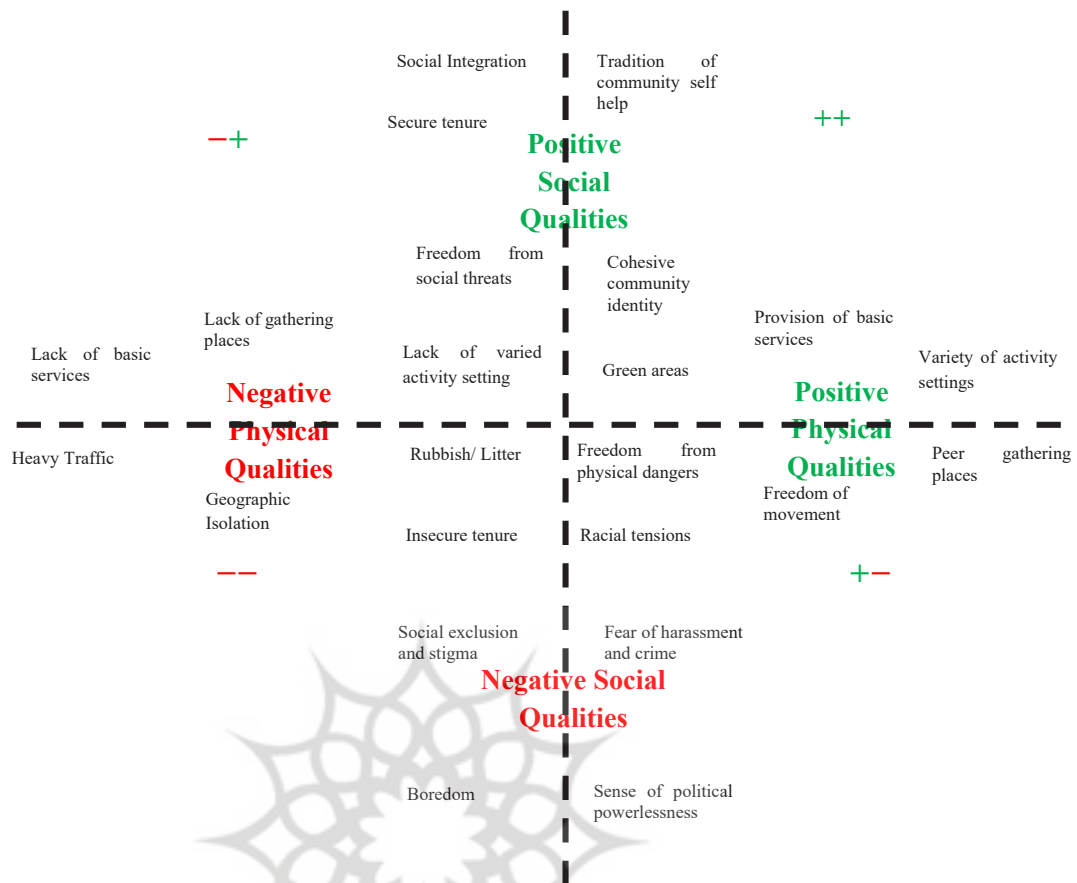 Social Integration
Tradition of
community self
help
Secure tenure
++
−+
Positive
Social
Qualities
Freedom from
social threats
Cohesive
community
identity
Lack of gathering
places
Provision of basic
services
Lack of basic
services
Lack of varied
activity setting
Green areas
Variety of activity
settings
Negative
Physical
Qualities
Positive
Physical
Qualities
Heavy Traffic
Rubbish/ Litter
Freedom from
physical dangers
Peer gathering
places
Geographic
Isolation
Freedom of
movement
Insecure tenure
Racial tensions
−−
+−
Social exclusion
and stigma
Fear of harassment
and crime
Negative Social
Qualities
Boredom
Sense of political
powerlessness